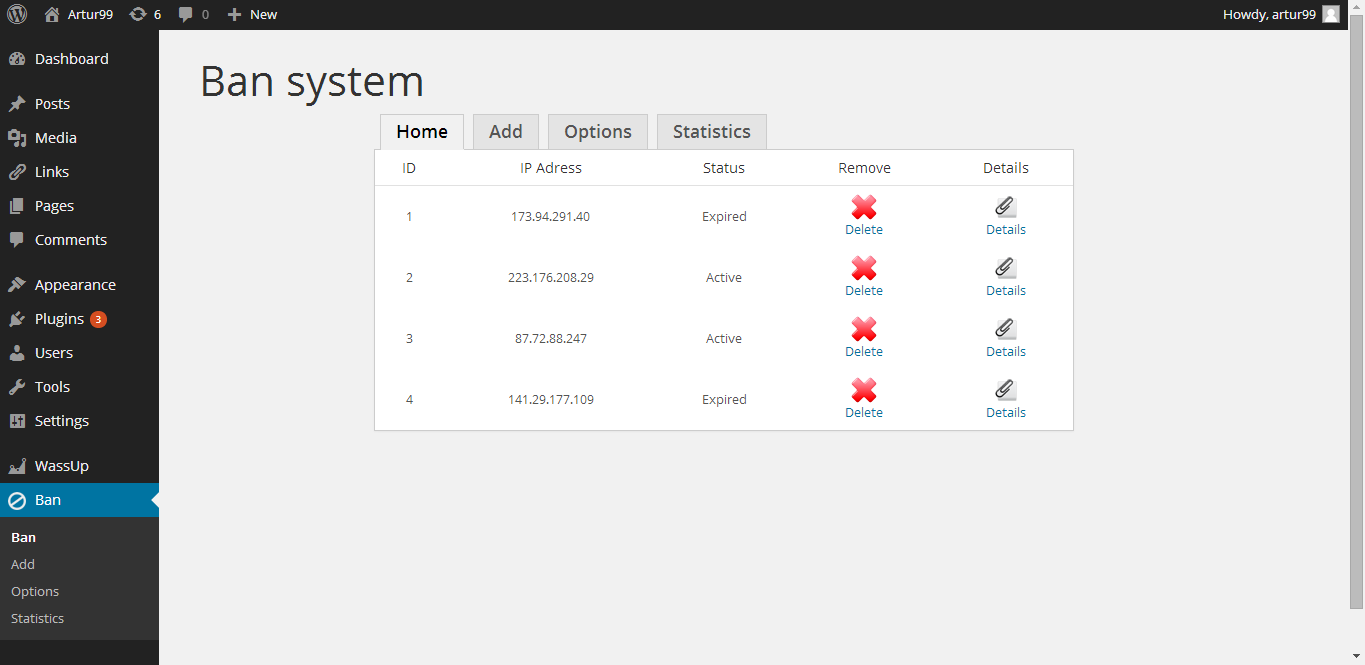 Artur99 6 0 New Howdy, artur99
Dashboard
Posts
Media
Links
Pages
Comments
Appearance
Plugins 3
Users
Tools
Settings
WassUp
Ban
Ban
Add
Options
Statistics
Ban system
Home Add Options Statistics
ID IP Adress Status Remove Details
1 173.94.291.40 Expired Delete Details
2 223.176.208.29 Active Delete Details
3 87.72.88.247 Active Delete Details
4 141.29.177.109 Expired Delete Details